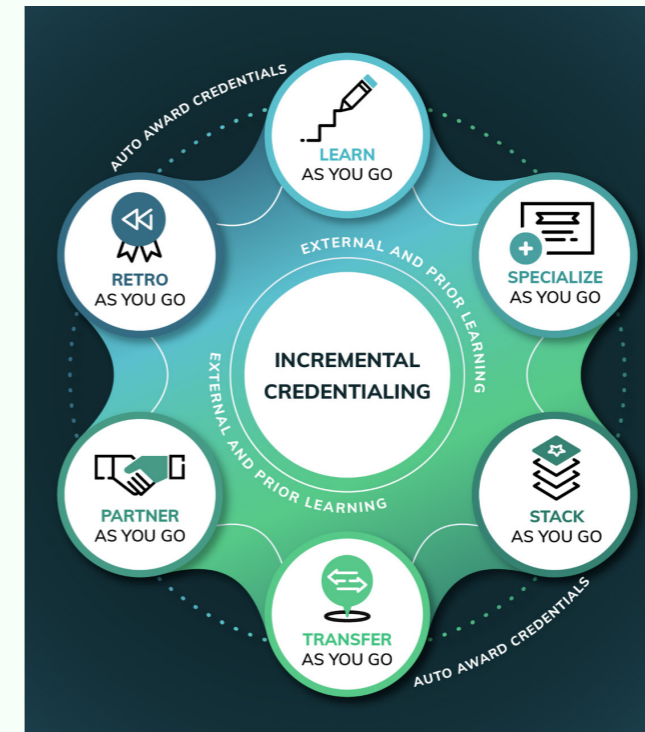 AUTO AWARD CREDENTIALS
LEARN
AS YOU GO
RETRO
AS YOU GO
SPECIALIZE
AS YOU GO
EXTERNAL AND PRIOR LEARNING
INCREMENTAL
CREDENTIALING
EXTERNAL AND PRIOR LEARNING
PARTNER
AS YOU GO
STACK
AS YOU GO
TRANSFER
AS YOU GO
AUTO AWARD CREDENTIALS